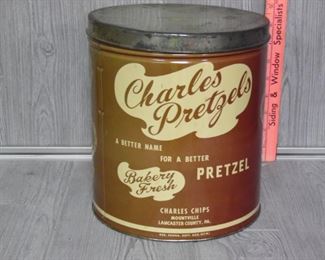 Charles
Pretzels
A BETTER NAME
FOR A BETTER
PRETZEL
Bakery
Fresh
CHARLES CHIPS
MOUNTVILLE
LANCASTER COUNTY, PA.
Siding & Window Specialists